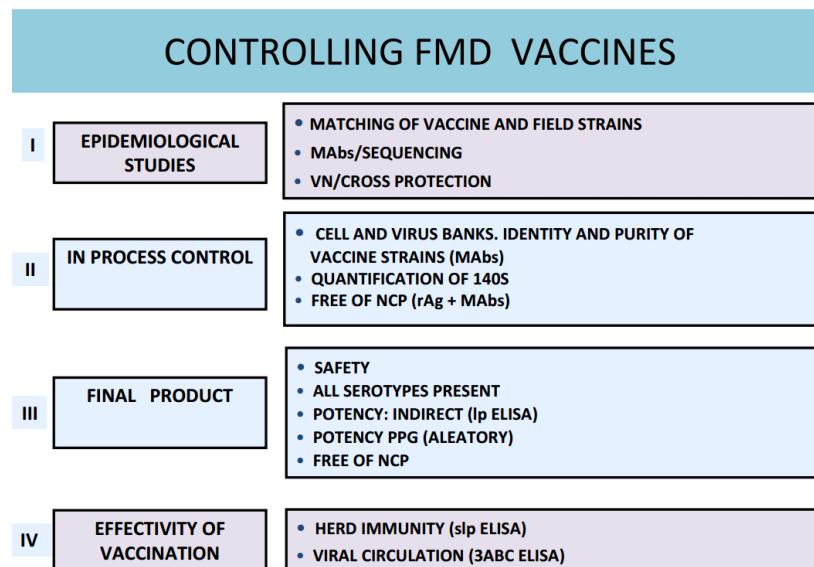 CONTROLLING FMD VACCINES
I
EPIDEMIOLOGICAL
STUDIES
• MATCHING OF VACCINE AND FIELD STRAINS
• MAbs/SEQUENCING
• VN/CROSS PROTECTION
II
IN PROCESS CONTROL
• CELL AND VIRUS BANKS. IDENTITY AND PURITY OF
VACCINE STRAINS (MAbs)
• QUANTIFICATION OF 140S
• FREE OF NCP (rAg + MAbs)
III
FINAL PRODUCT
• SAFETY
• ALL SEROTYPES PRESENT
• POTENCY: INDIRECT (lp ELISA)
• POTENCY PPG (ALEATORY)
• FREE OF NCP
IV
EFFECTIVITY OF
VACCINATION
• HERD IMMUNITY (slp ELISA)
• VIRAL CIRCULATION (3ABC ELISA)